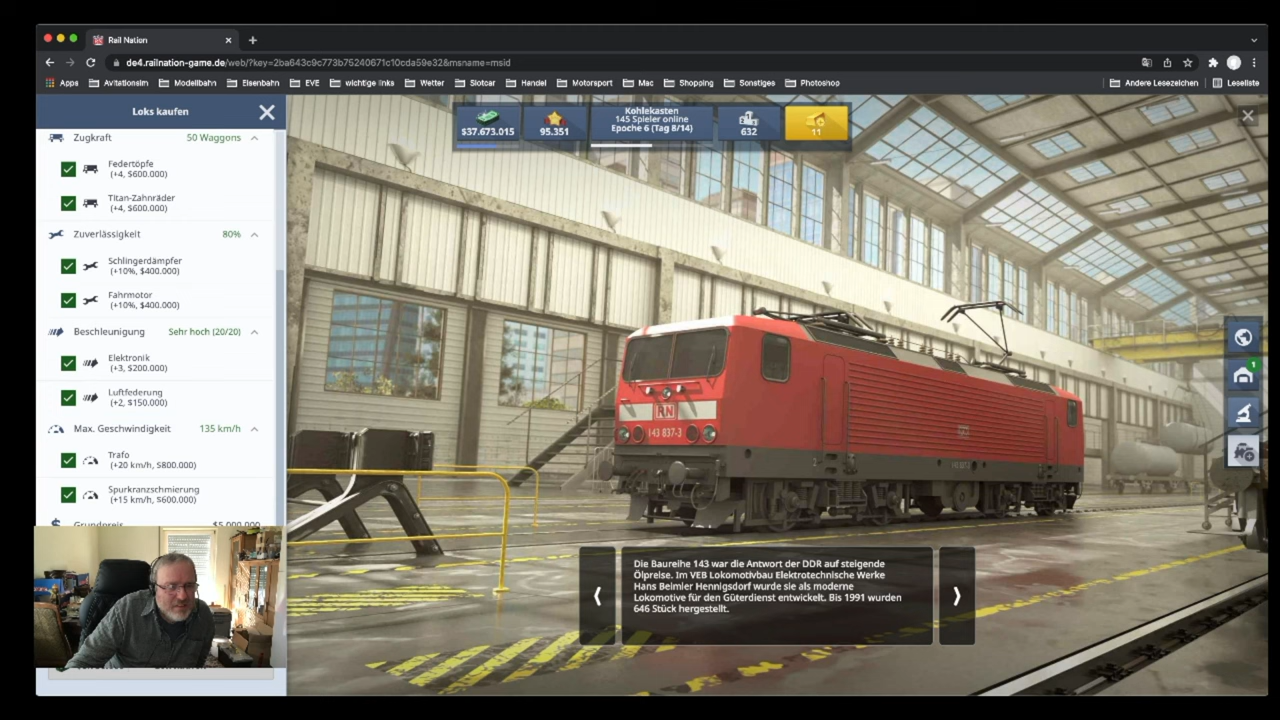 Rail Nation
de4.railnation-game.de/web/?key=2ba643c9c773b75240671c10cda59e32&msname=msid
Apps Avitationsim Modellbahn Eisenbahn EVE wichtige links Wetter Slotcar Handel Motorsport Mac Shopping Sonstiges Photoshop Andere Lesezeichen Leseliste
Loks kaufen
Zugkraft 50 Waggons
Federtöpfe
(+4, $600.000)
Titan-Zahnräder
(+4, $600.000)
Zuverlässigkeit 80%
Schlingerdämpfer
(+10%, $400.000)
Fahrmotor
(+10%, $400.000)
Beschleunigung Sehr hoch (20/20)
Elektronik
(+3, $200.000)
Luftfederung
(+2, $150.000)
Max. Geschwindigkeit 135 km/h
Trafo
(+20 km/h, $800.000)
Spurkranzschmierung
(+15 km/h, $600.000)
Grundpreis $5.000.000
$37.673.015
95.351
Kohlekasten
145 Spieler online
Epoche 6 (Tag 8/14)
632
11
1
RN
143 837-3
Die Baureihe 143 war die Antwort der DDR auf steigende
Ölpreise. Im VEB Lokomotivbau Elektrotechnische Werke
Hans Beimler Hennigsdorf wurde sie als moderne
Lokomotive für den Güterdienst entwickelt. Bis 1991 wurden
646 Stück hergestellt.